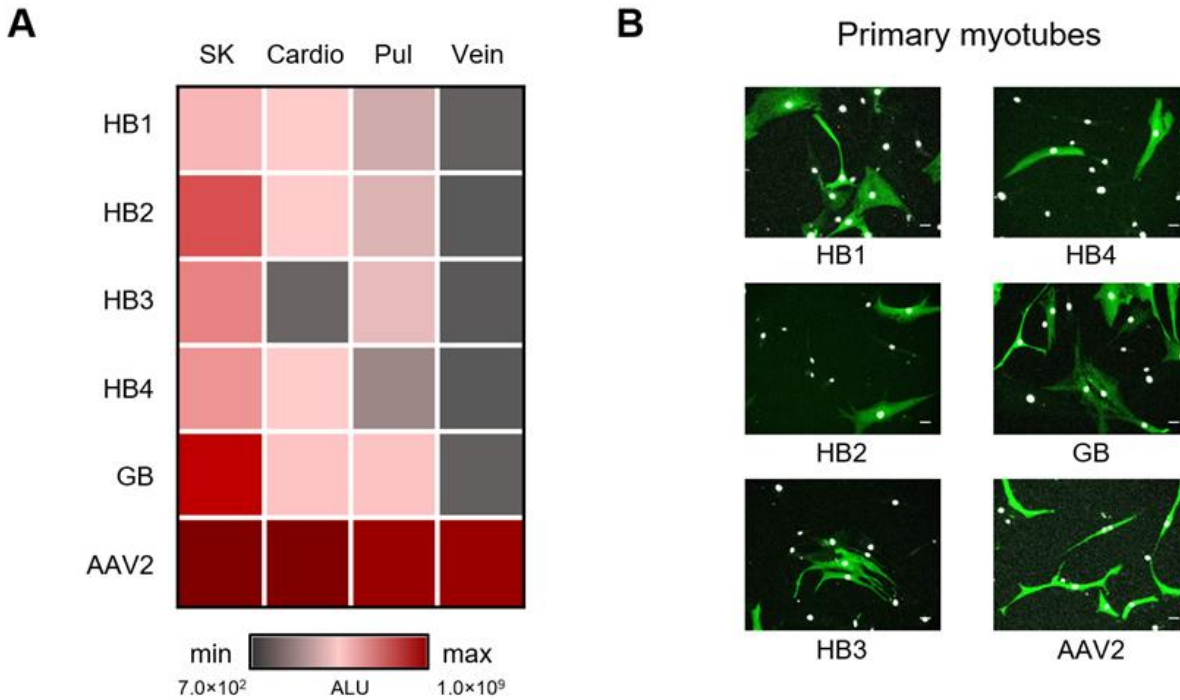 A
SK Cardio Pul Vein
HB1
HB2
HB3
HB4
GB
AAV2
min max
7.0×10² ALU 1.0×10⁹
B
Primary myotubes
HB1 HB4
HB2 GB
HB3 AAV2